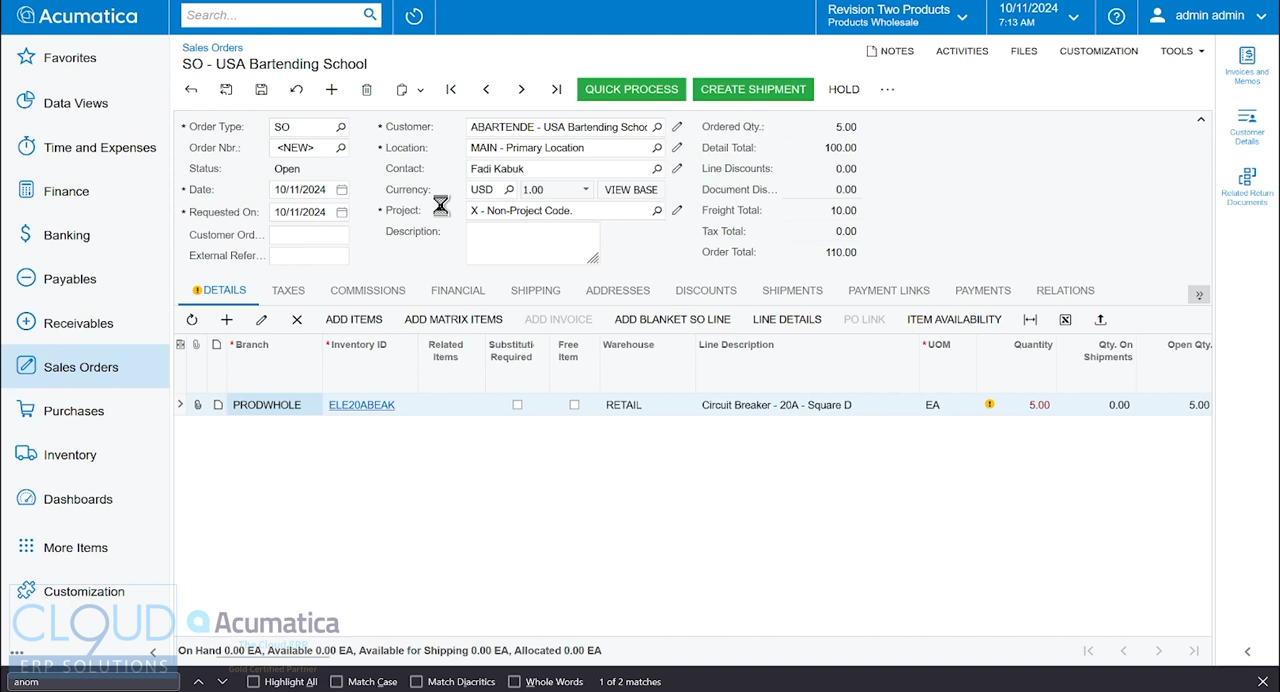 Acumatica
Search...
Revision Two Products
Products Wholesale
10/11/2024
7:13 AM
?
admin admin
Favorites
Data Views
Time and Expenses
Finance
Banking
Payables
Receivables
Sales Orders
Purchases
Inventory
Dashboards
More Items
Customization
Sales Orders
SO - USA Bartending School
NOTES ACTIVITIES FILES CUSTOMIZATION TOOLS
QUICK PROCESS CREATE SHIPMENT HOLD ...
* Order Type: SO
Order Nbr.: <NEW>
Status: Open
* Date: 10/11/2024
* Requested On: 10/11/2024
Customer Ord...
External Refer...
* Customer: ABARTENDE - USA Bartending Schoo
* Location: MAIN - Primary Location
Contact: Fadi Kabuk
Currency: USD 1.00 VIEW BASE
* Project: X - Non-Project Code.
Description:
Ordered Qty.: 5.00
Detail Total: 100.00
Line Discounts: 0.00
Document Dis... 0.00
Freight Total: 10.00
Tax Total: 0.00
Order Total: 110.00
Invoices and
Memos
Customer
Details
Related Return
Documents
DETAILS TAXES COMMISSIONS FINANCIAL SHIPPING ADDRESSES DISCOUNTS SHIPMENTS PAYMENT LINKS PAYMENTS RELATIONS
ADD ITEMS ADD MATRIX ITEMS ADD INVOICE ADD BLANKET SO LINE LINE DETAILS PO LINK ITEM AVAILABILITY
*Branch *Inventory ID Related Items Substituti Required Free Item Warehouse Line Description *UOM Quantity Qty. On Shipments Open Qty.
PRODWHOLE ELE20ABEAK RETAIL Circuit Breaker - 20A - Square D EA 5.00 0.00 5.00
CLOUD 9
ERP SOLUTIONS
Acumatica
The Cloud ERP
Gold Certified Partner
On Hand 0.00 EA, Available 0.00 EA, Available for Shipping 0.00 EA, Allocated 0.00 EA
anom Highlight All Match Case Match Diacritics Whole Words 1 of 2 matches